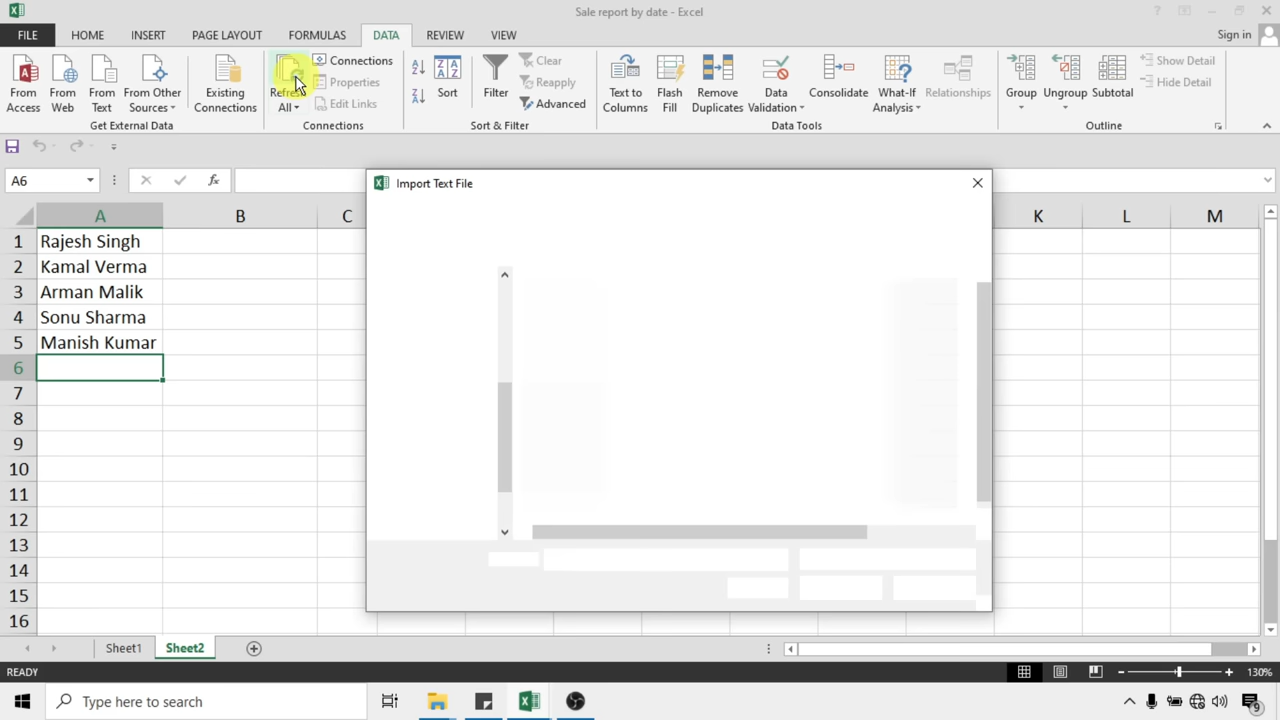 Sale report by date - Excel
?
FILE HOME INSERT PAGE LAYOUT FORMULAS DATA REVIEW VIEW Sign in
From Access
From Web
From Text
From Other Sources
Get External Data
Existing Connections
Refresh All
Connections
Properties
Edit Links
Connections
Sort
Filter
Clear
Reapply
Advanced
Sort & Filter
Text to Columns
Flash Fill
Remove Duplicates
Data Validation
Consolidate
What-If Analysis
Relationships
Data Tools
Group
Ungroup
Subtotal
Show Detail
Hide Detail
Outline
A6
fx
Import Text File
A B C K L M
1 Rajesh Singh
2 Kamal Verma
3 Arman Malik
4 Sonu Sharma
5 Manish Kumar
6
7
8
9
10
11
12
13
14
15
16
Sheet1 Sheet2
READY 130%
Type here to search
9